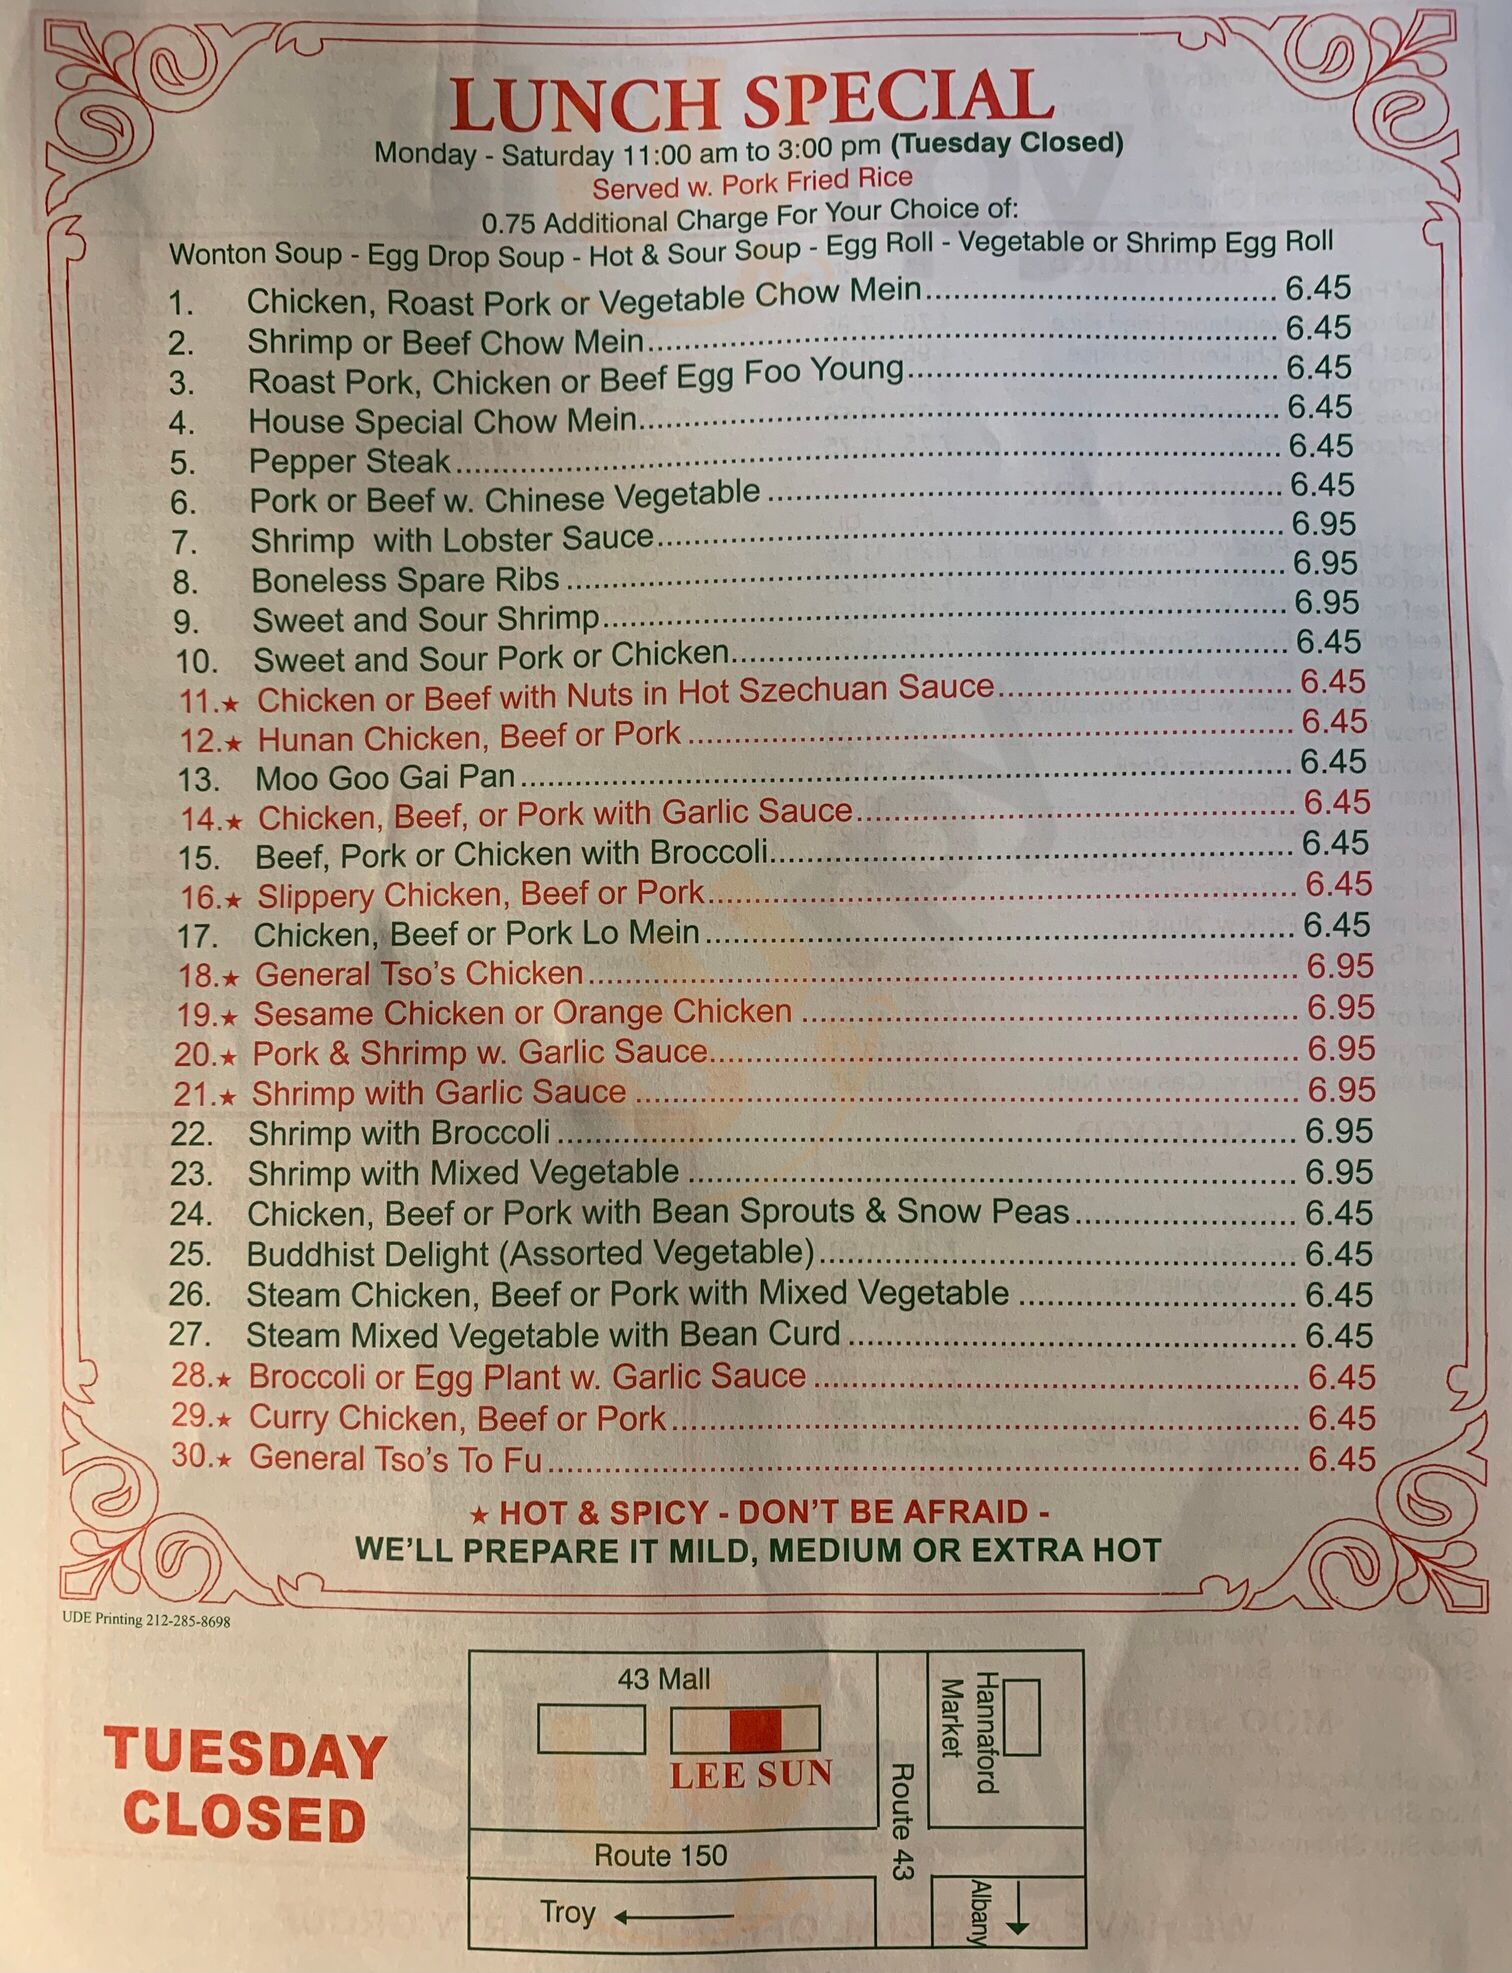 LUNCH SPECIAL
Monday - Saturday 11:00 am to 3:00 pm (Tuesday Closed)
Served w. Pork Fried Rice
0.75 Additional Charge For Your Choice of:
Wonton Soup - Egg Drop Soup - Hot & Sour Soup - Egg Roll - Vegetable or Shrimp Egg Roll
1. Chicken, Roast Pork or Vegetable Chow Mein 6.45
2. Shrimp or Beef Chow Mein 6.45
3. Roast Pork, Chicken or Beef Egg Foo Young 6.45
4. House Special Chow Mein 6.45
5. Pepper Steak 6.45
6. Pork or Beef w. Chinese Vegetable 6.45
7. Shrimp with Lobster Sauce 6.95
8. Boneless Spare Ribs 6.95
9. Sweet and Sour Shrimp 6.95
10. Sweet and Sour Pork or Chicken 6.45
11.★ Chicken or Beef with Nuts in Hot Szechuan Sauce 6.45
12.★ Hunan Chicken, Beef or Pork 6.45
13. Moo Goo Gai Pan 6.45
14.★ Chicken, Beef, or Pork with Garlic Sauce 6.45
15. Beef, Pork or Chicken with Broccoli 6.45
16.★ Slippery Chicken, Beef or Pork 6.45
17. Chicken, Beef or Pork Lo Mein 6.45
18.★ General Tso's Chicken 6.95
19.★ Sesame Chicken or Orange Chicken 6.95
20.★ Pork & Shrimp w. Garlic Sauce 6.95
21.★ Shrimp with Garlic Sauce 6.95
22. Shrimp with Broccoli 6.95
23. Shrimp with Mixed Vegetable 6.95
24. Chicken, Beef or Pork with Bean Sprouts & Snow Peas 6.45
25. Buddhist Delight (Assorted Vegetable) 6.45
26. Steam Chicken, Beef or Pork with Mixed Vegetable 6.45
27. Steam Mixed Vegetable with Bean Curd 6.45
28.★ Broccoli or Egg Plant w. Garlic Sauce 6.45
29.★ Curry Chicken, Beef or Pork 6.45
30.★ General Tso's To Fu 6.45
★ HOT & SPICY - DON'T BE AFRAID -
WE'LL PREPARE IT MILD, MEDIUM OR EXTRA HOT
UDE Printing 212-285-8698
TUESDAY
CLOSED
43 Mall
LEE SUN
Route 43
Hannaford
Market
Route 150
Troy
Albany